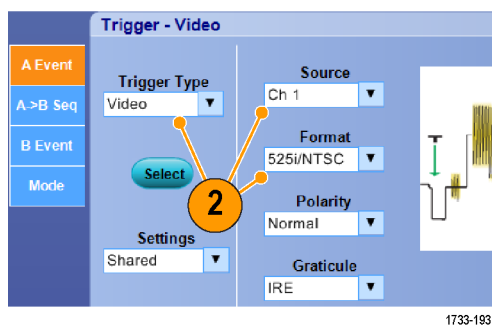 Trigger - Video
A Event
A->B Seq
B Event
Mode
Trigger Type
Video
Select
Settings
Shared
2
Source
Ch 1
Format
525i/NTSC
Polarity
Normal
Graticule
IRE
T
1733-193